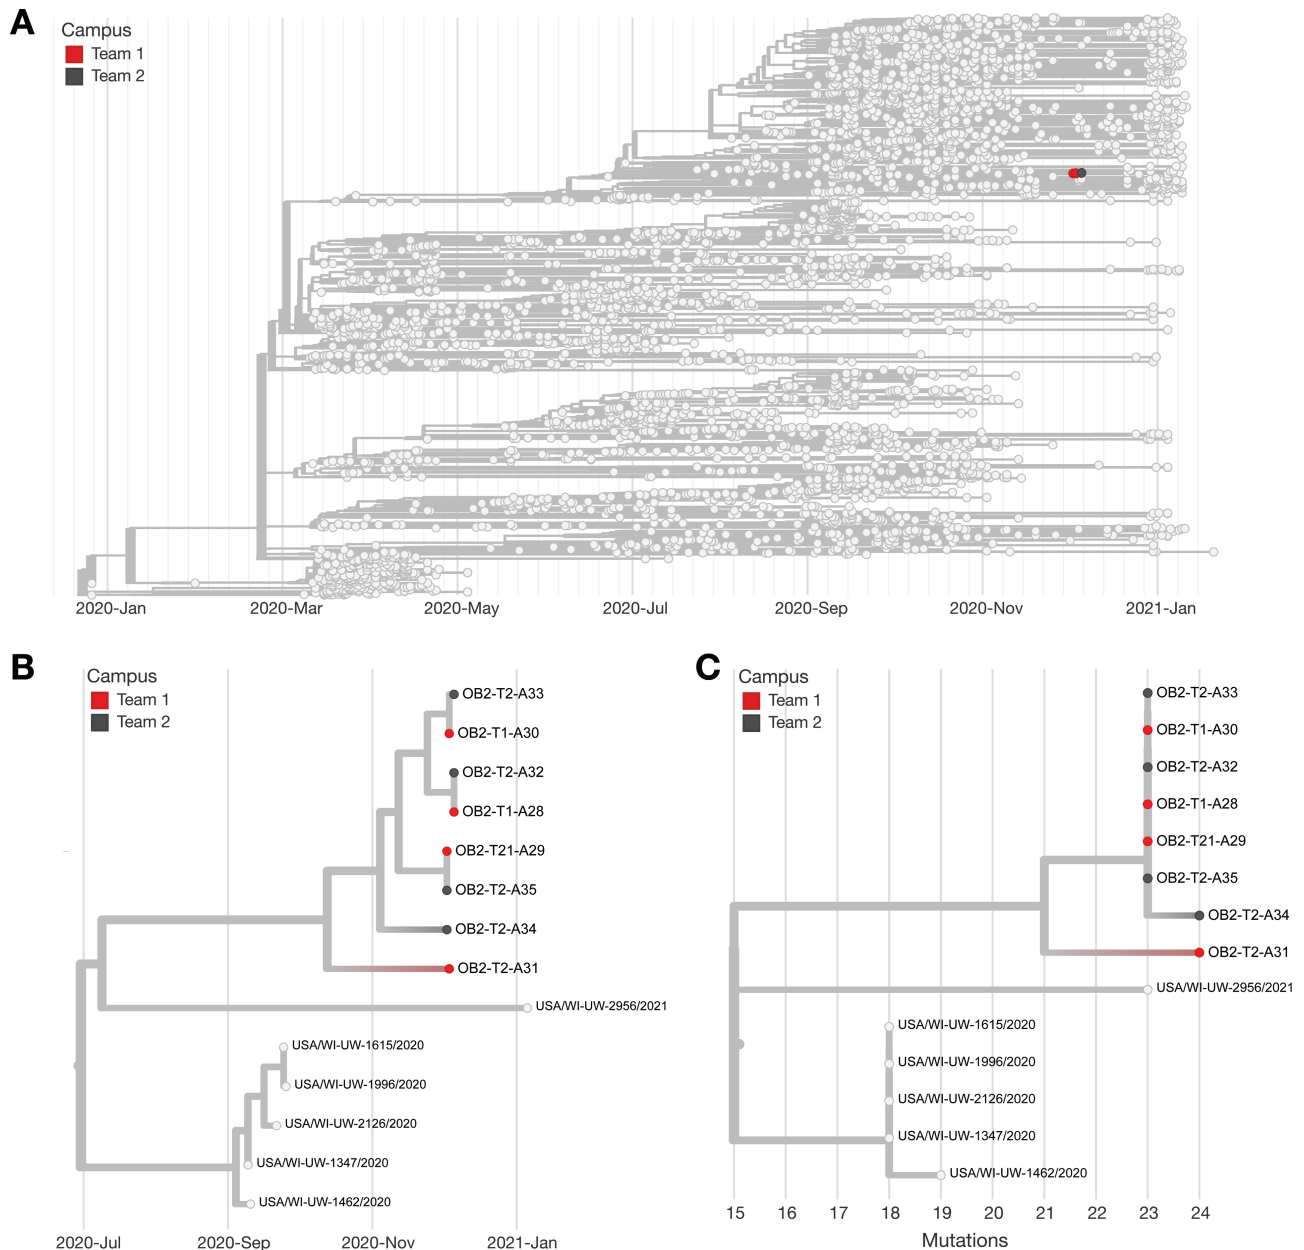 A
Campus
Team 1
Team 2
2020-Jan
2020-Mar
2020-May
2020-Jul
2020-Sep
2020-Nov
2021-Jan
B
Campus
Team 1
Team 2
OB2-T2-A33
OB2-T1-A30
OB2-T2-A32
OB2-T1-A28
OB2-T21-A29
OB2-T2-A35
OB2-T2-A34
OB2-T2-A31
USA/WI-UW-2956/2021
USA/WI-UW-1615/2020
USA/WI-UW-1996/2020
USA/WI-UW-2126/2020
USA/WI-UW-1347/2020
USA/WI-UW-1462/2020
2020-Jul
2020-Sep
2020-Nov
2021-Jan
C
Campus
Team 1
Team 2
OB2-T2-A33
OB2-T1-A30
OB2-T2-A32
OB2-T1-A28
OB2-T21-A29
OB2-T2-A35
OB2-T2-A34
OB2-T2-A31
USA/WI-UW-2956/2021
USA/WI-UW-1615/2020
USA/WI-UW-1996/2020
USA/WI-UW-2126/2020
USA/WI-UW-1347/2020
USA/WI-UW-1462/2020
15 16 17 18 19 20 21 22 23 24
Mutations